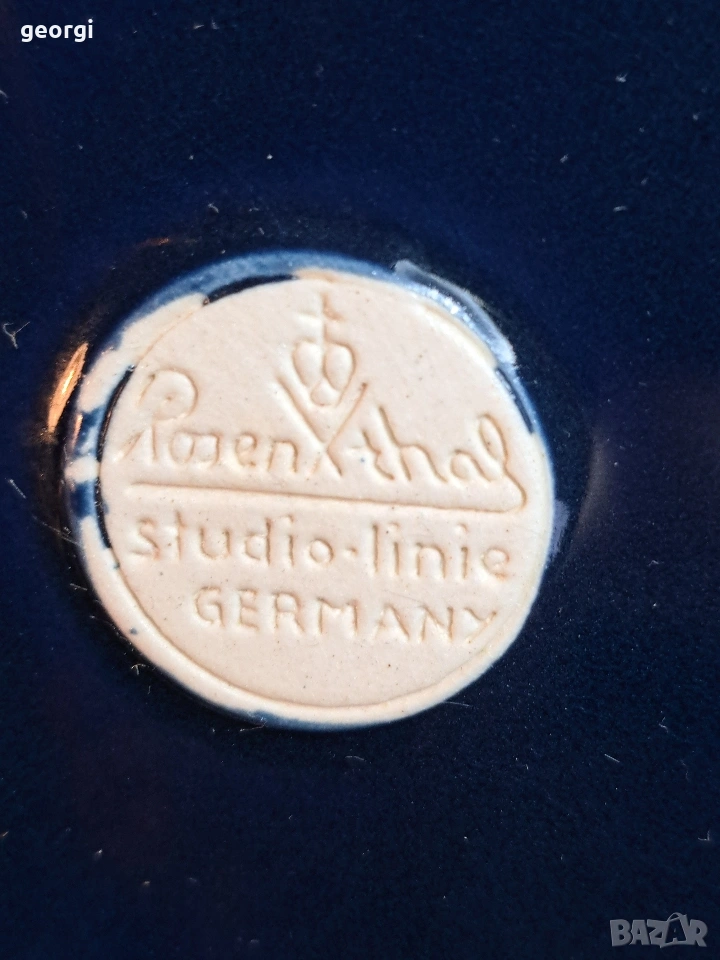 georgi
Rosenthal
studio-linie
GERMANY
BAZAR